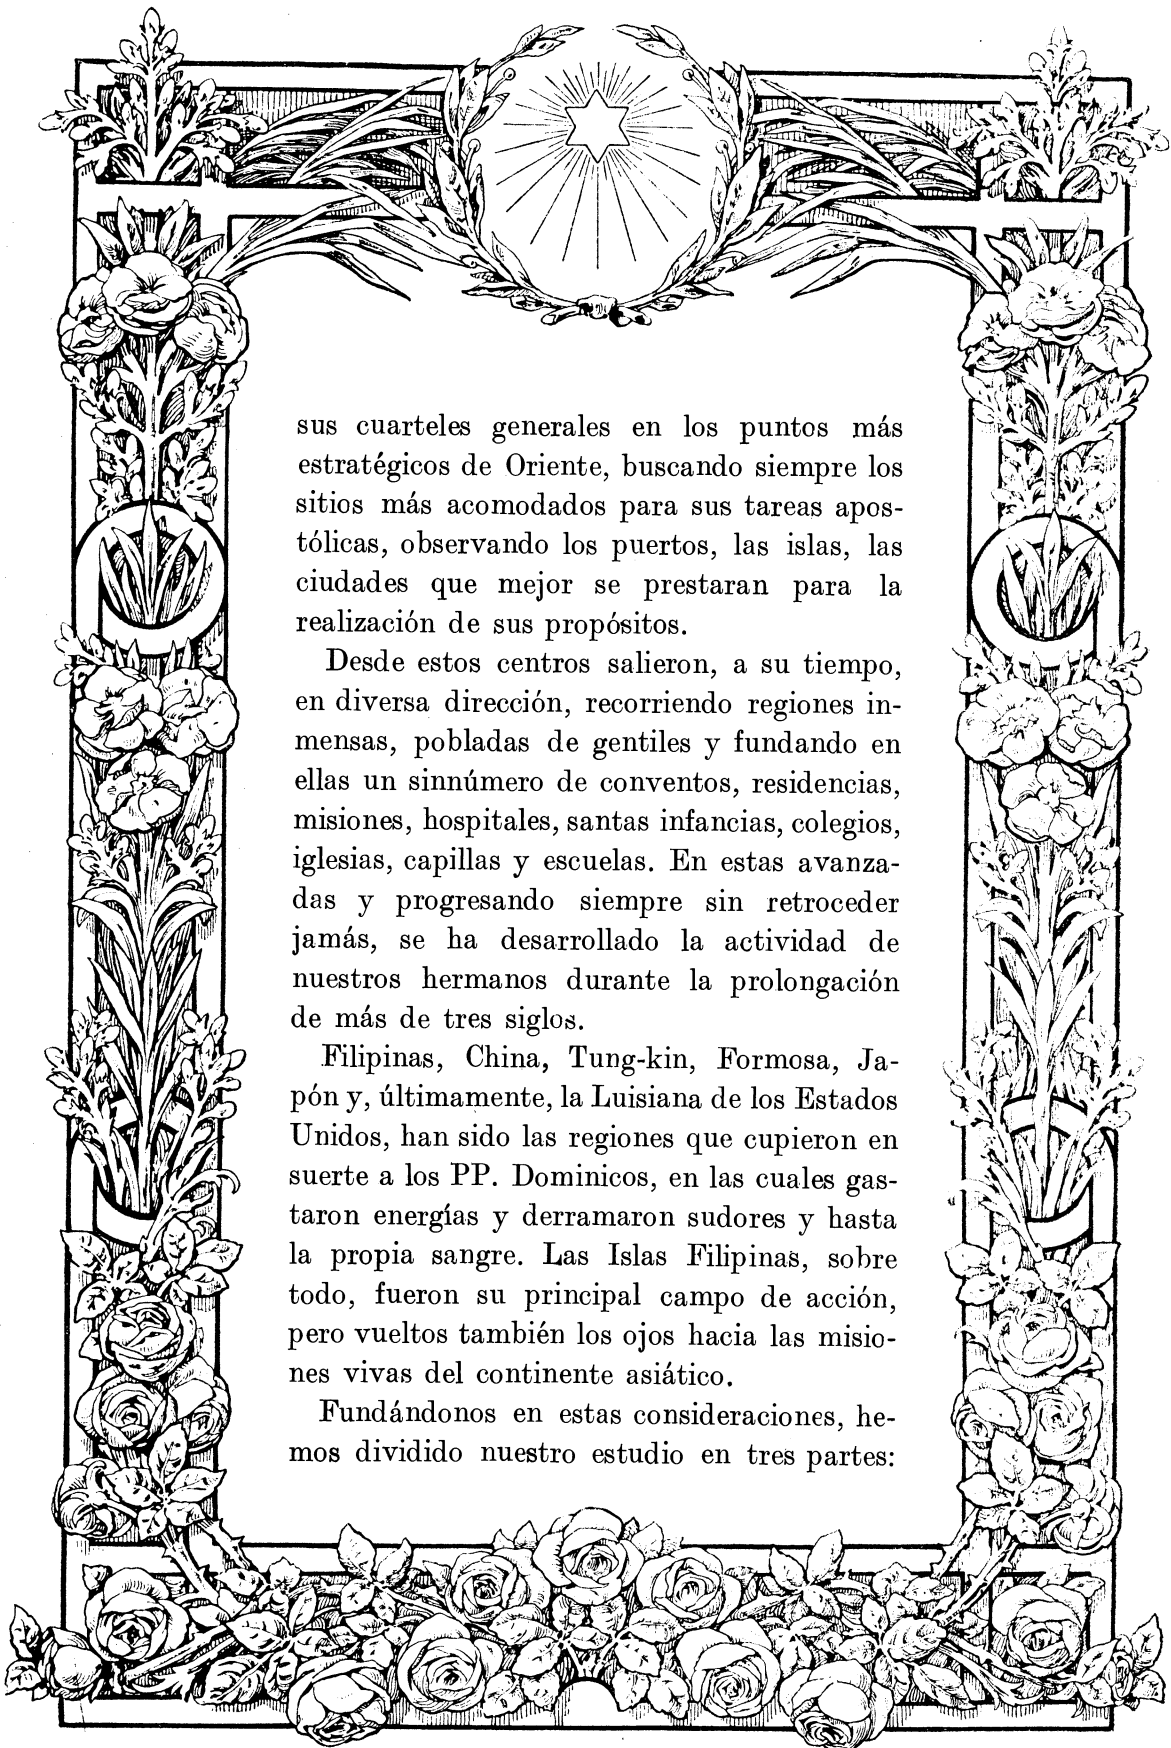 sus cuarteles generales en los puntos más
estratégicos de Oriente, buscando siempre los
sitios más acomodados para sus tareas apos-
tólicas, observando los puertos, las islas, las
ciudades que mejor se prestaran para la
realización de sus propósitos.
Desde estos centros salieron, a su tiempo,
en diversa dirección, recorriendo regiones in-
mensas, pobladas de gentiles y fundando en
ellas un sinnúmero de conventos, residencias,
misiones, hospitales, santas infancias, colegios,
iglesias, capillas y escuelas. En estas avanza-
das y progresando siempre sin retroceder
jamás, se ha desarrollado la actividad de
nuestros hermanos durante la prolongación
de más de tres siglos.
Filipinas, China, Tung-kin, Formosa, Ja-
pón y, últimamente, la Luisiana de los Estados
Unidos, han sido las regiones que cupieron en
suerte a los PP. Dominicos, en las cuales gas-
taron energías y derramaron sudores y hasta
la propia sangre. Las Islas Filipinas, sobre
todo, fueron su principal campo de acción,
pero vueltos también los ojos hacia las misio-
nes vivas del continente asiático.
Fundándonos en estas consideraciones, he-
mos dividido nuestro estudio en tres partes: